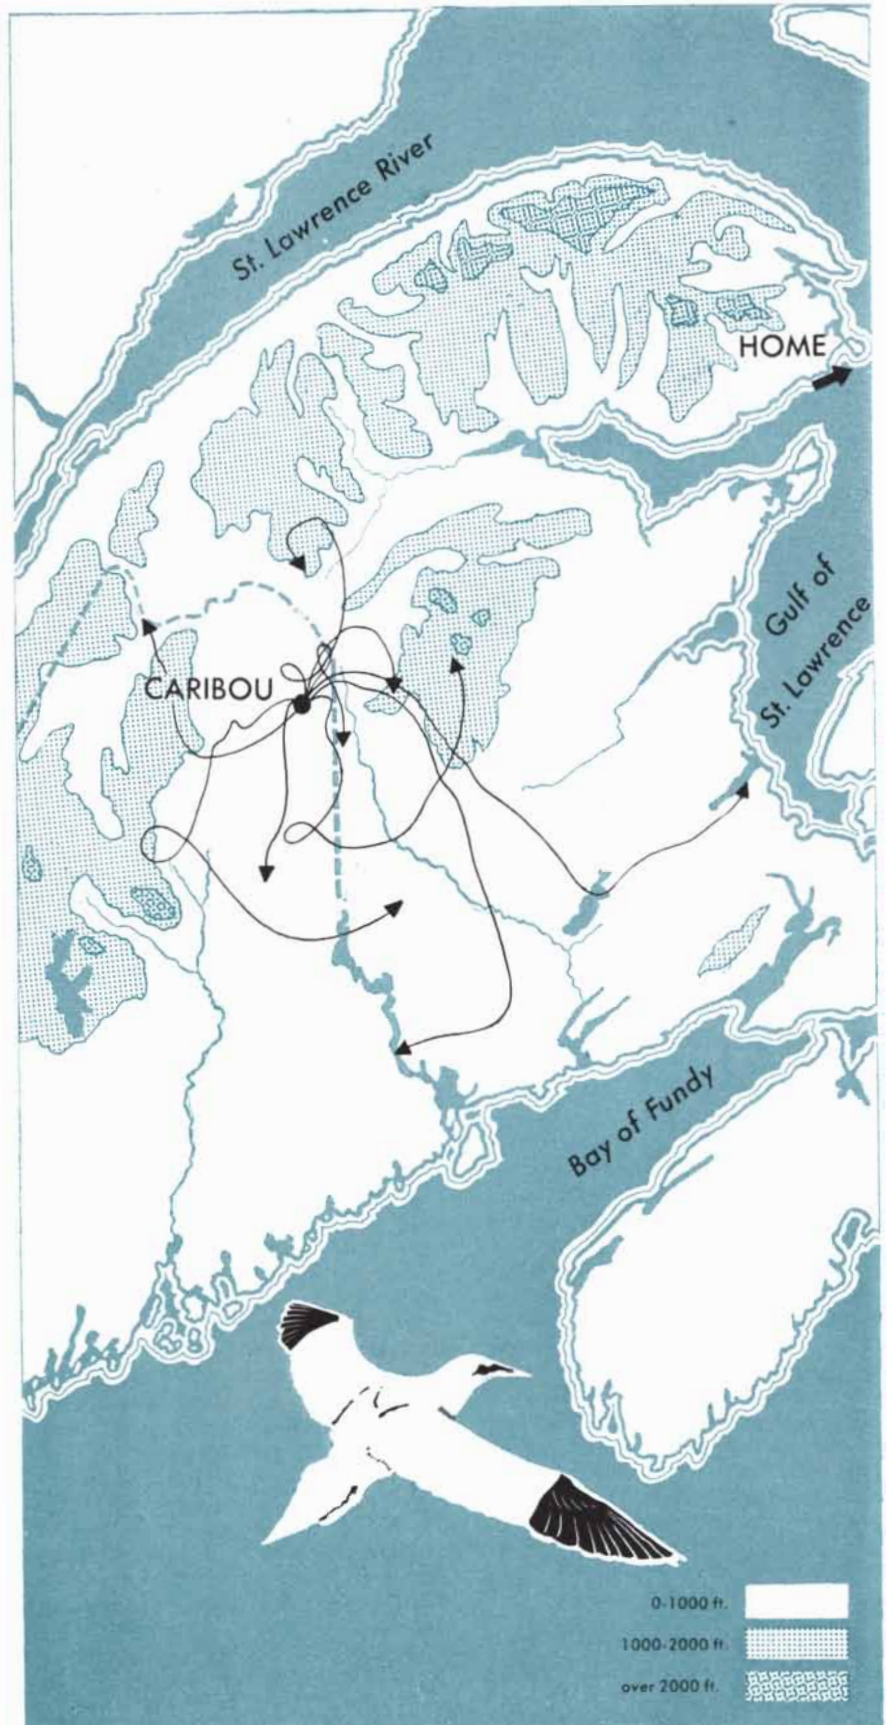 St. Lawrence River
HOME
Gulf of
St. Lawrence
CARIBOU
Bay of Fundy
0-1000 ft.
1000-2000 ft.
over 2000 ft.